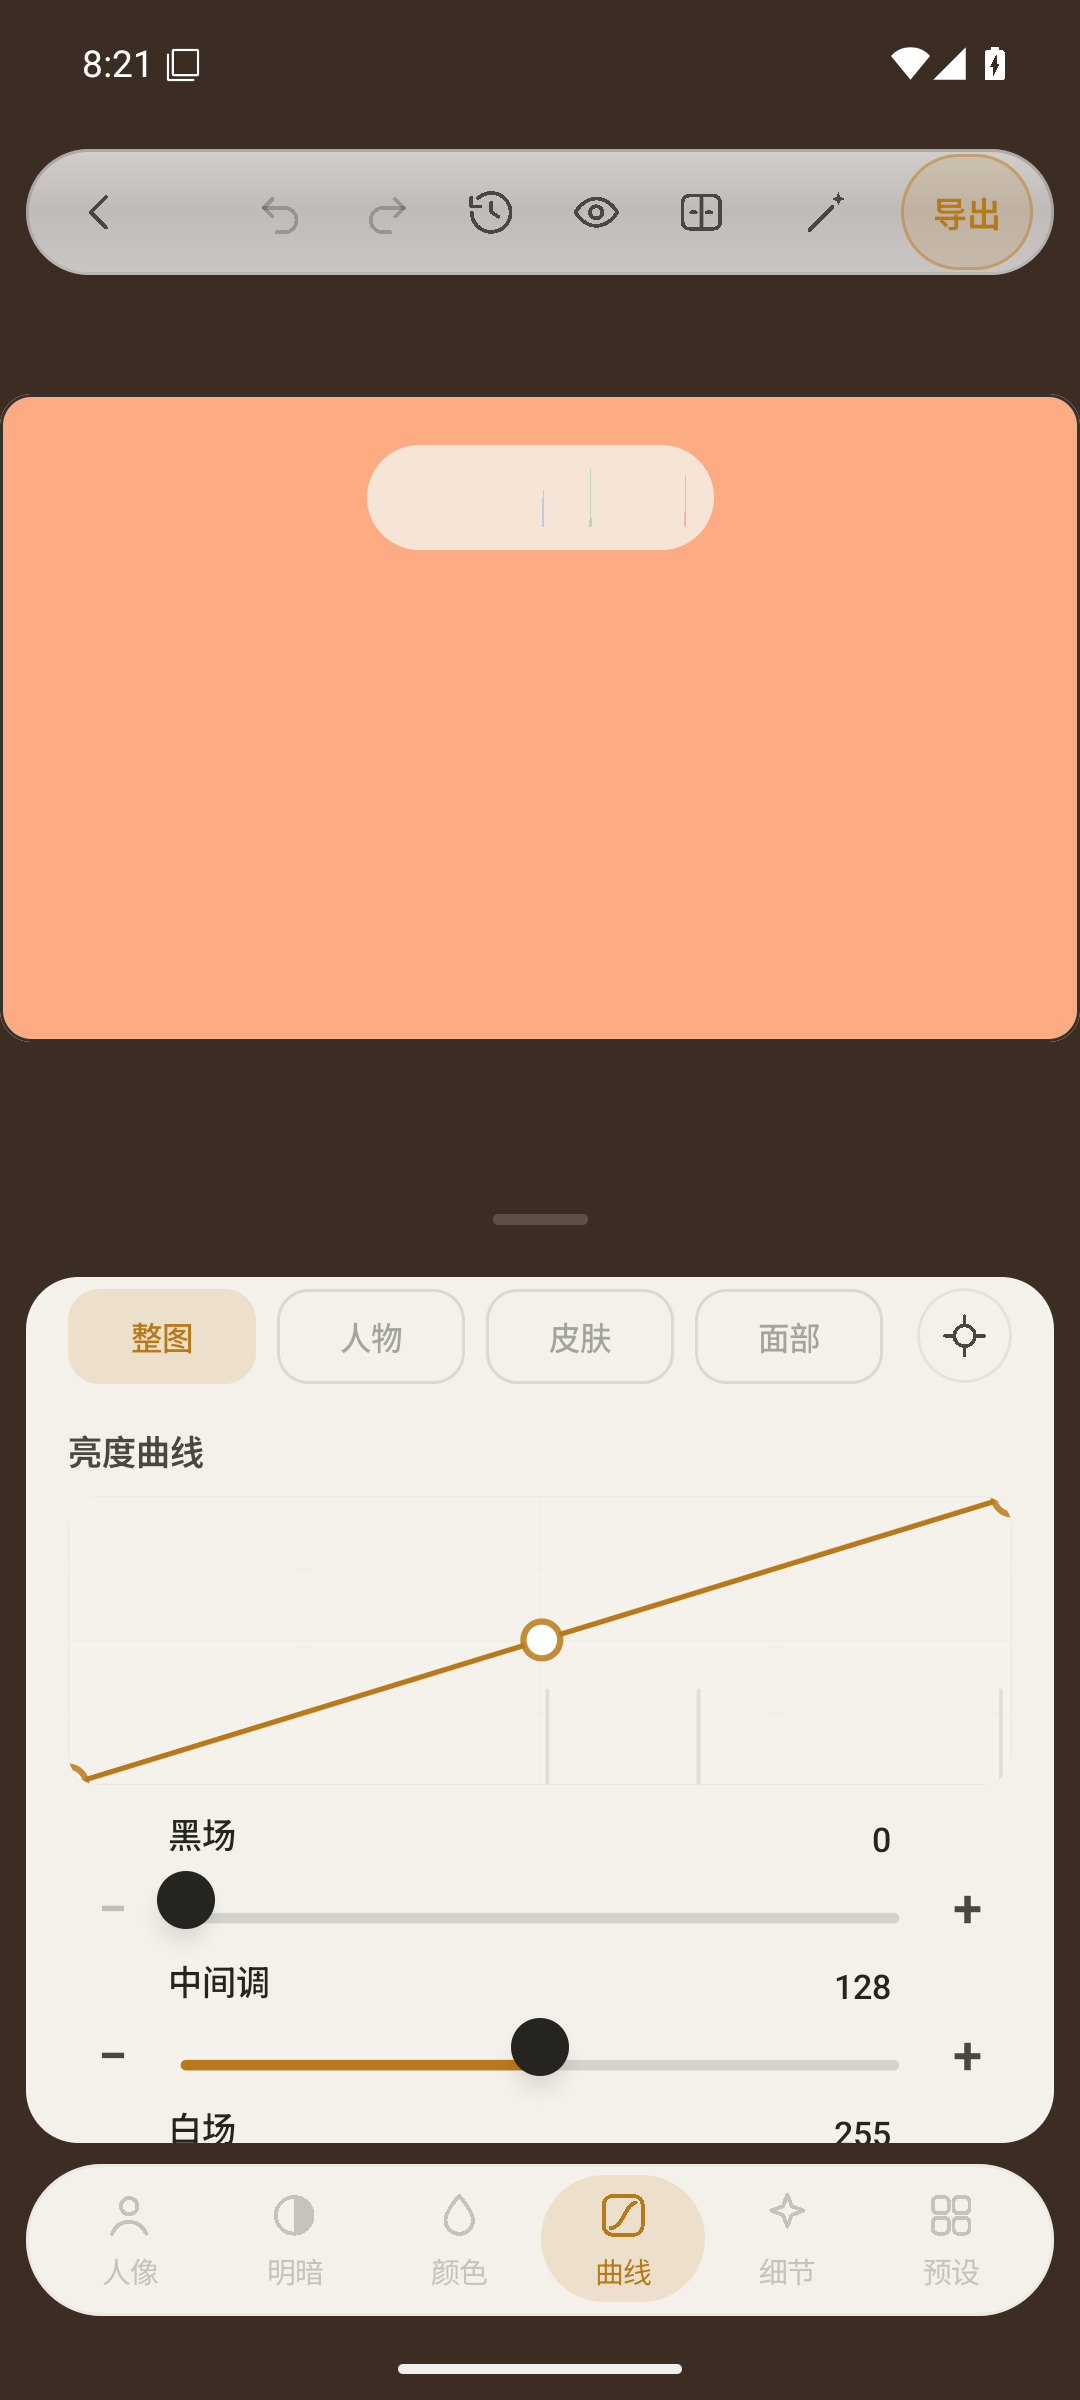 8:21
导出
整图 人物 皮肤 面部
亮度曲线
黑场 0
中间调 128
白场 255
人像 明暗 颜色 曲线 细节 预设